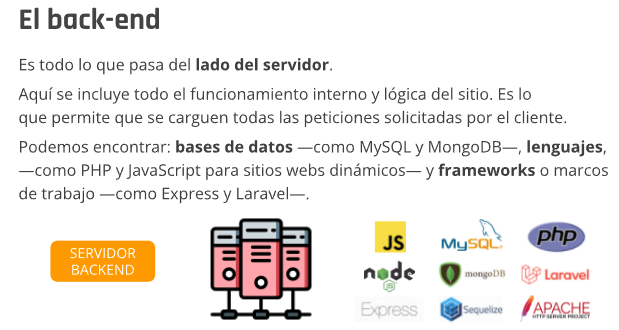 El back-end
Es todo lo que pasa del lado del servidor.
Aquí se incluye todo el funcionamiento interno y lógica del sitio. Es lo
que permite que se carguen todas las peticiones solicitadas por el cliente.
Podemos encontrar: bases de datos —como MySQL y MongoDB—, lenguajes,
—como PHP y JavaScript para sitios webs dinámicos— y frameworks o marcos
de trabajo —como Express y Laravel—.
SERVIDOR
BACKEND
JS
MySQL
php
node
JS
mongoDB
Laravel
Express
Sequelize
APACHE
HTTP SERVER PROJECT